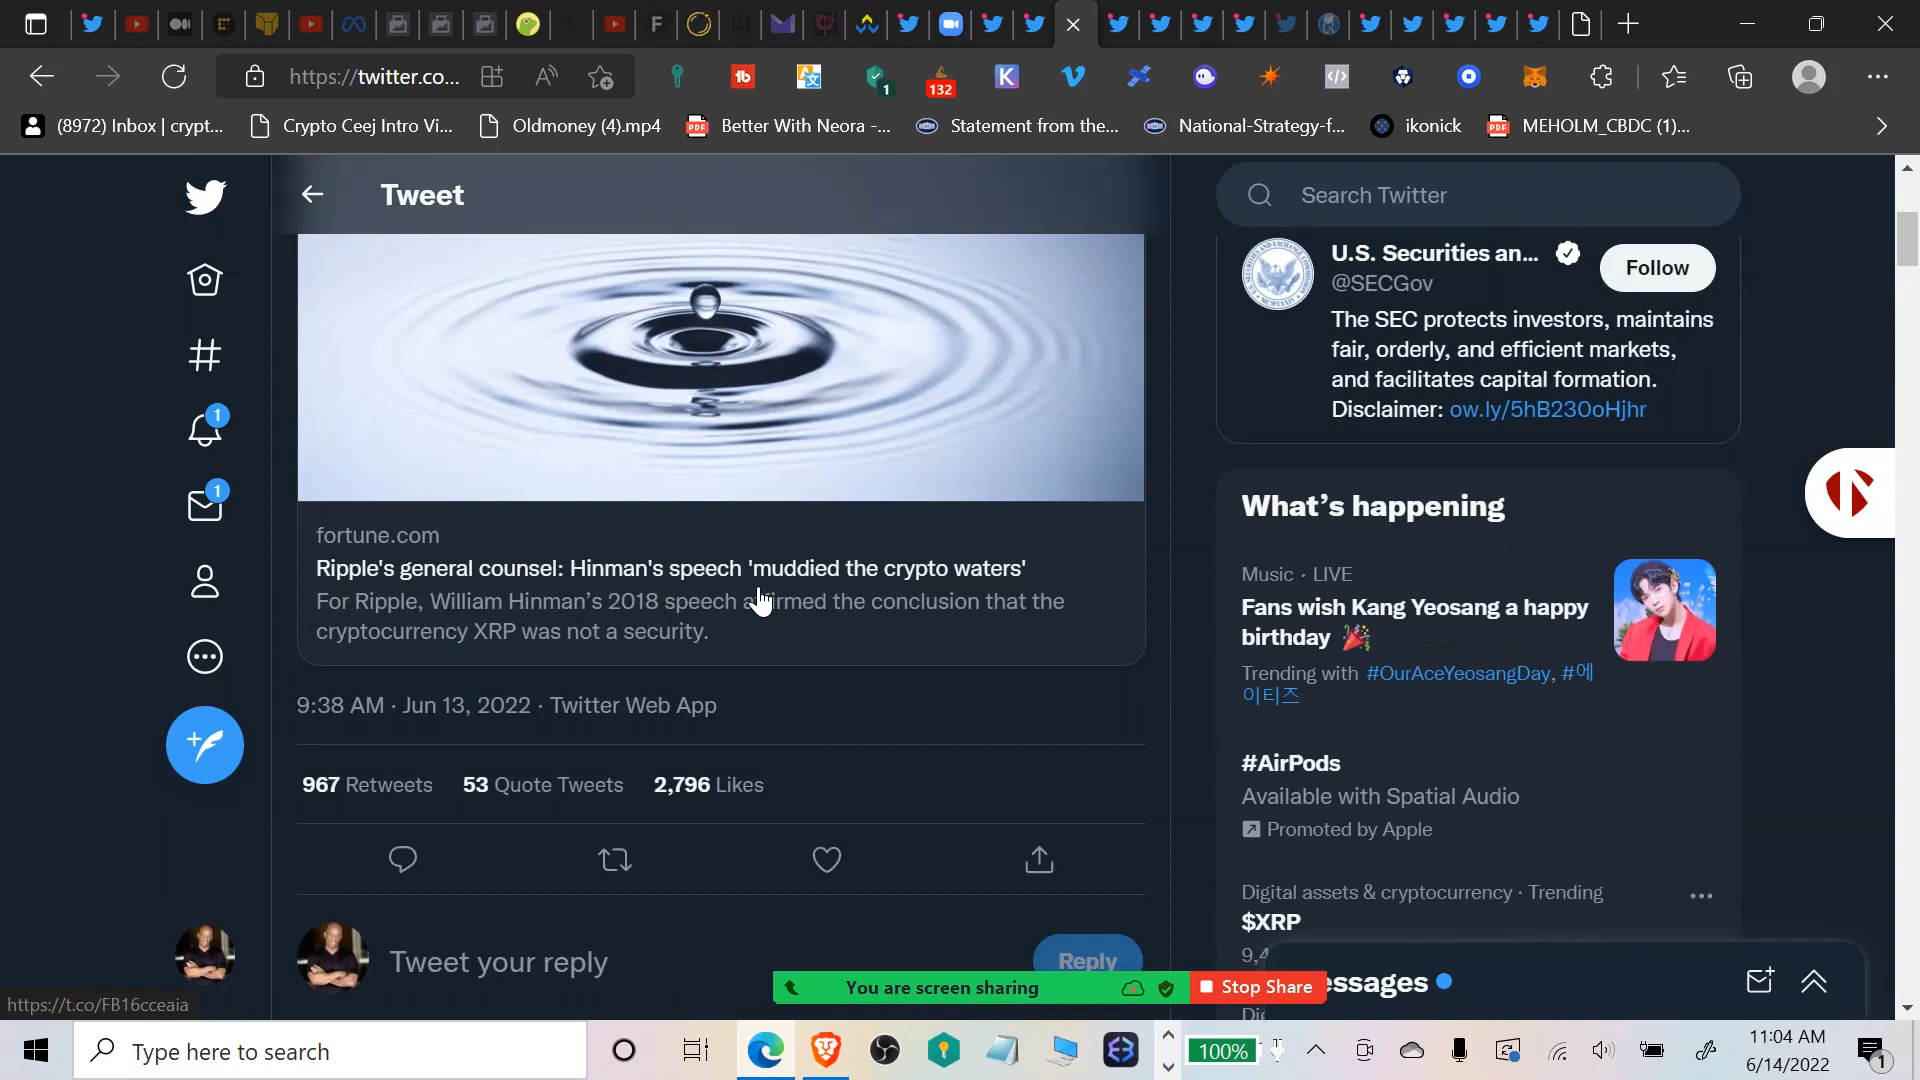 https://twitter.co...
1
132
(8972) Inbox | crypt...
Crypto Ceej Intro Vi...
Oldmoney (4).mp4
Better With Neora -...
Statement from the...
National-Strategy-f...
ikonick
MEHOLM_CBDC (1)...
Tweet
Search Twitter
U.S. Securities an...
Follow
@SECGov
The SEC protects investors, maintains
fair, orderly, and efficient markets,
and facilitates capital formation.
Disclaimer: ow.ly/5hB230oHjhr
1
1
fortune.com
Ripple's general counsel: Hinman's speech 'muddied the crypto waters'
For Ripple, William Hinman's 2018 speech affirmed the conclusion that the
cryptocurrency XRP was not a security.
9:38 AM · Jun 13, 2022 · Twitter Web App
967 Retweets 53 Quote Tweets 2,796 Likes
Tweet your reply
Reply
What's happening
Music · LIVE
Fans wish Kang Yeosang a happy
birthday
Trending with #OurAceYeosangDay, #에
이티즈
#AirPods
Available with Spatial Audio
Promoted by Apple
Digital assets & cryptocurrency · Trending
$XRP
You are screen sharing
Stop Share
https://t.co/FB16cceaia
Type here to search
100%
11:04 AM
6/14/2022
1